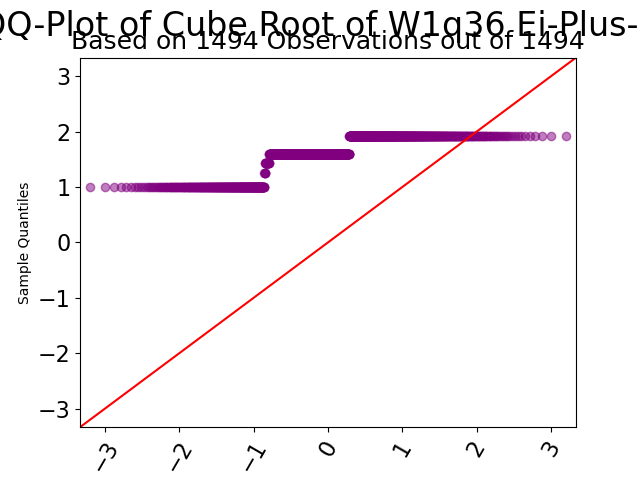 QQ-Plot of Cube Root of W1q36 Ei-Plus-
Based on 1494 Observations out of 1494
3
2
1
0
−1
−2
−3
Sample Quantiles
−3 −2 −1 0 1 2 3